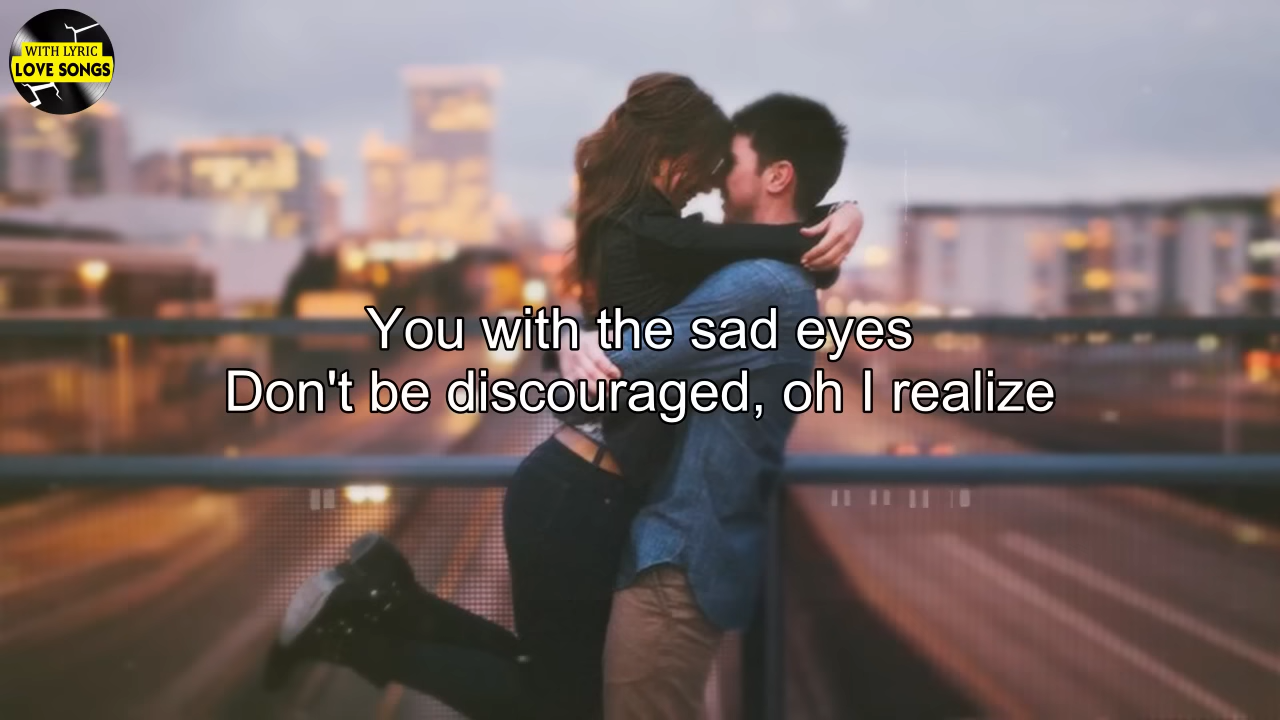 WITH LYRIC
LOVE SONGS
You with the sad eyes
Don't be discouraged, oh I realize